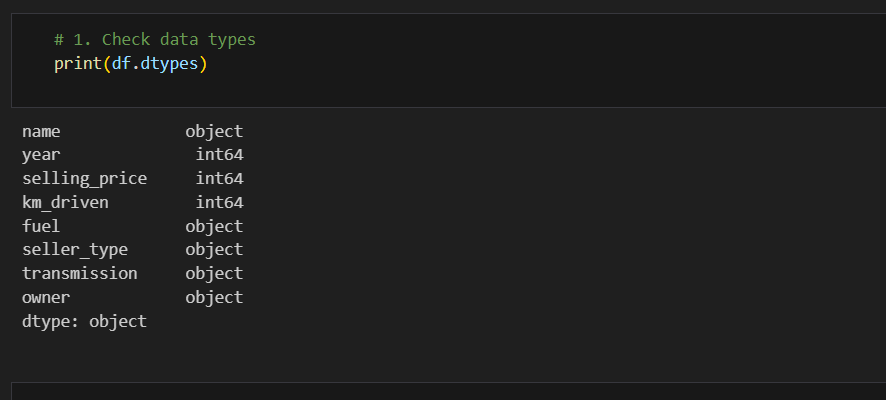 # 1. Check data types
print(df.dtypes)
name object
year int64
selling_price int64
km_driven int64
fuel object
seller_type object
transmission object
owner object
dtype: object